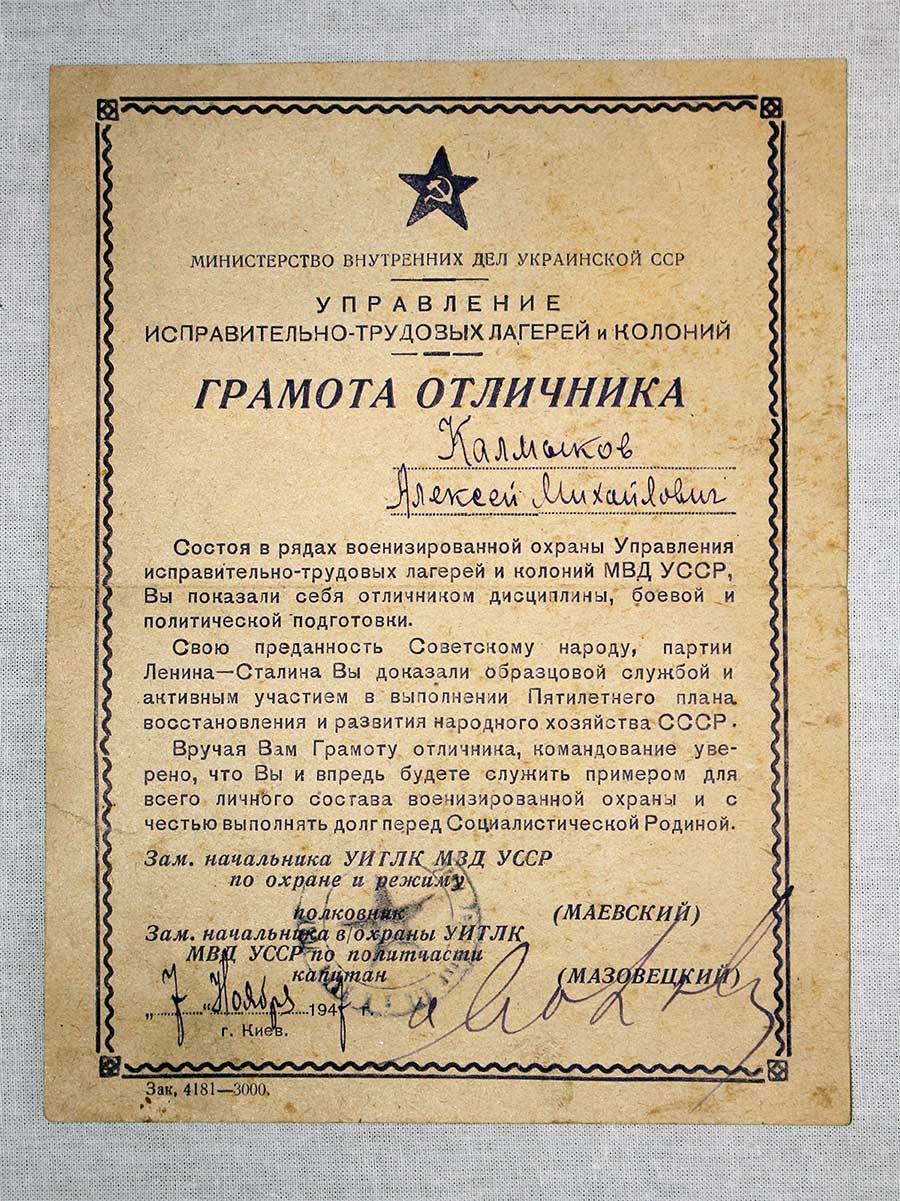 МИНИСТЕРСТВО ВНУТРЕННИХ ДЕЛ УКРАИНСКОЙ ССР
УПРАВЛЕНИЕ
ИСПРАВИТЕЛЬНО-ТРУДОВЫХ ЛАГЕРЕЙ и КОЛОНИЙ
ГРАМОТА ОТЛИЧНИКА
Калмыков
Алексей Михайлович
Состоя в рядах военизированной охраны Управления
исправительно-трудовых лагерей и колоний МВД УССР,
Вы показали себя отличником дисциплины, боевой и
политической подготовки.
Свою преданность Советскому народу, партии
Ленина—Сталина Вы доказали образцовой службой и
активным участием в выполнении Пятилетнего плана
восстановления и развития народного хозяйства СССР.
Вручая Вам Грамоту отличника, командование уве-
рено, что Вы и впредь будете служить примером для
всего личного состава военизированной охраны и с
честью выполнять долг перед Социалистической Родиной.
Зам. начальника УИТЛК МЗД УССР
по охране и режиму
полковник (МАЕВСКИЙ)
Зам. начальника в/охраны УИТЛК
МВД УССР по политчасти
капитан (МАЗОВЕЦКИЙ)
„7“ Ноября 1947 г.
г. Киев.
Зак, 4181—3000.